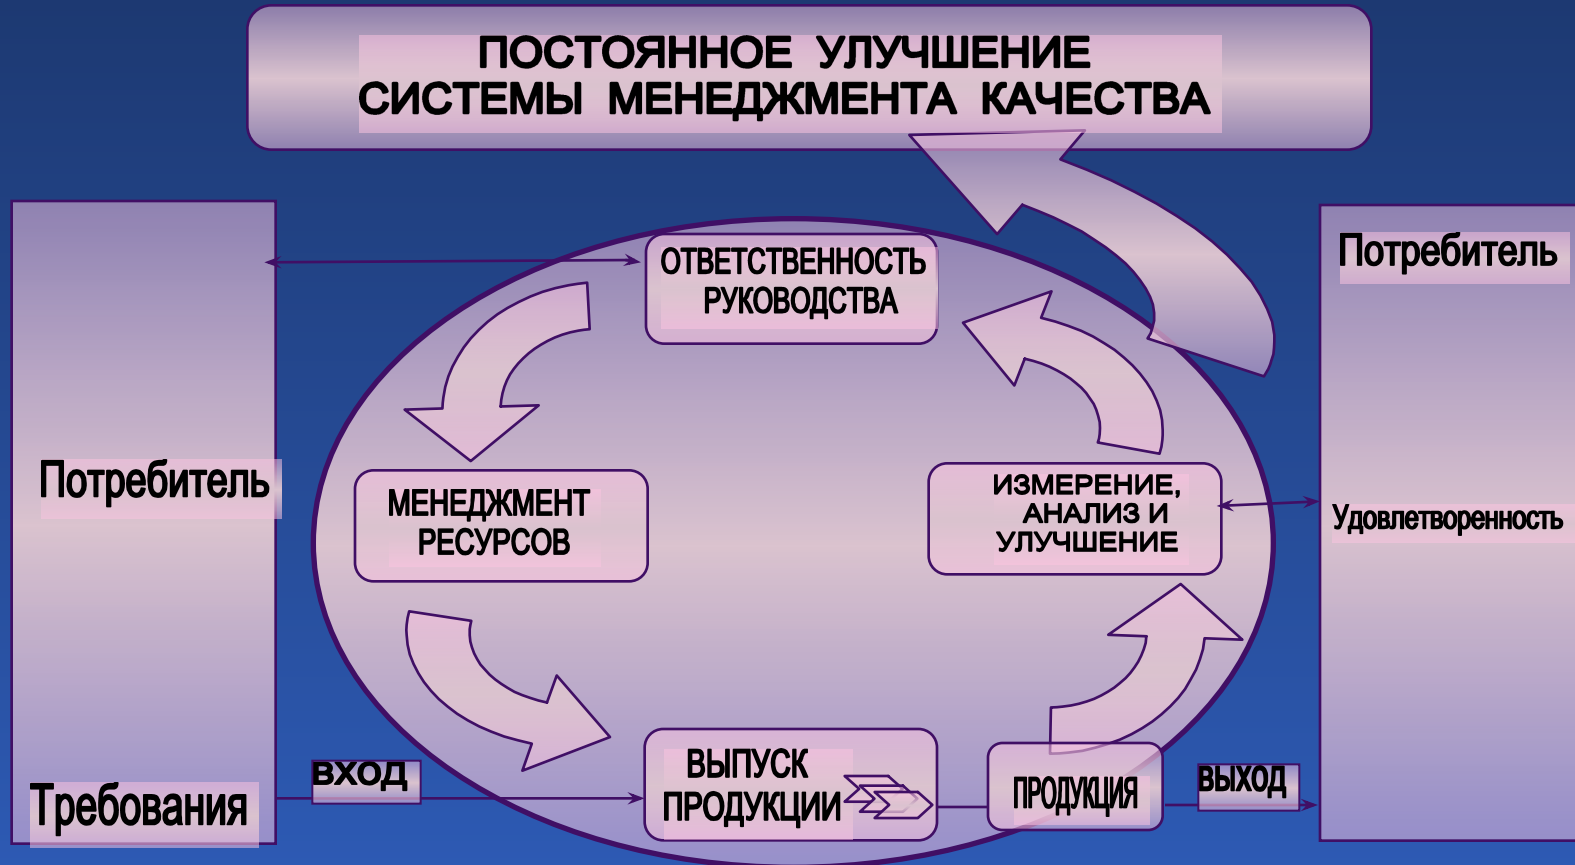 ПОСТОЯННОЕ УЛУЧШЕНИЕ
СИСТЕМЫ МЕНЕДЖМЕНТА КАЧЕСТВА
Потребитель
Требования
ОТВЕТСТВЕННОСТЬ
РУКОВОДСТВА
МЕНЕДЖМЕНТ
РЕСУРСОВ
ИЗМЕРЕНИЕ,
АНАЛИЗ И
УЛУЧШЕНИЕ
ВХОД
ВЫПУСК
ПРОДУКЦИИ
ПРОДУКЦИЯ
ВЫХОД
Потребитель
Удовлетворенность